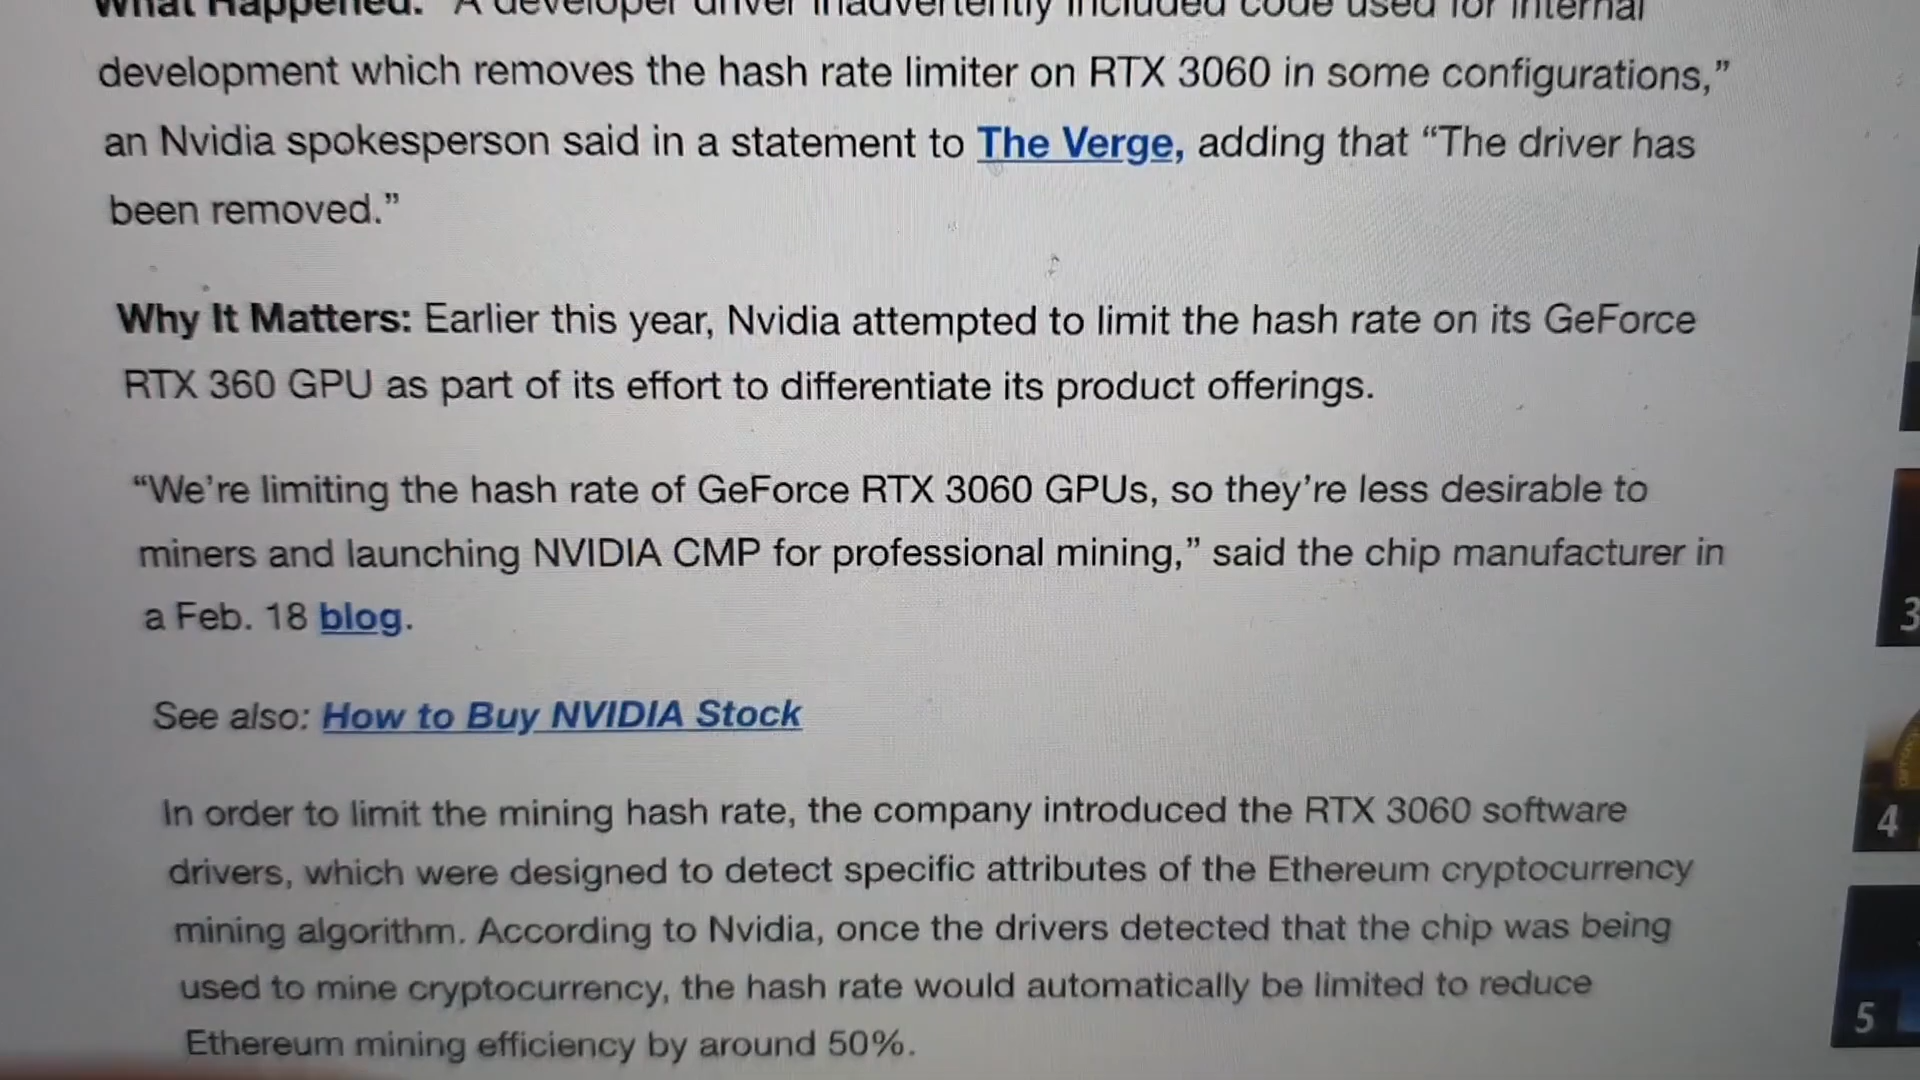 What Happened: “A developer driver inadvertently included code used for internal
development which removes the hash rate limiter on RTX 3060 in some configurations,”
an Nvidia spokesperson said in a statement to The Verge, adding that “The driver has
been removed.”
Why It Matters: Earlier this year, Nvidia attempted to limit the hash rate on its GeForce
RTX 360 GPU as part of its effort to differentiate its product offerings.
“We’re limiting the hash rate of GeForce RTX 3060 GPUs, so they’re less desirable to
miners and launching NVIDIA CMP for professional mining,” said the chip manufacturer in
a Feb. 18 blog.
See also: How to Buy NVIDIA Stock
In order to limit the mining hash rate, the company introduced the RTX 3060 software
drivers, which were designed to detect specific attributes of the Ethereum cryptocurrency
mining algorithm. According to Nvidia, once the drivers detected that the chip was being
used to mine cryptocurrency, the hash rate would automatically be limited to reduce
Ethereum mining efficiency by around 50%.
3
4
5